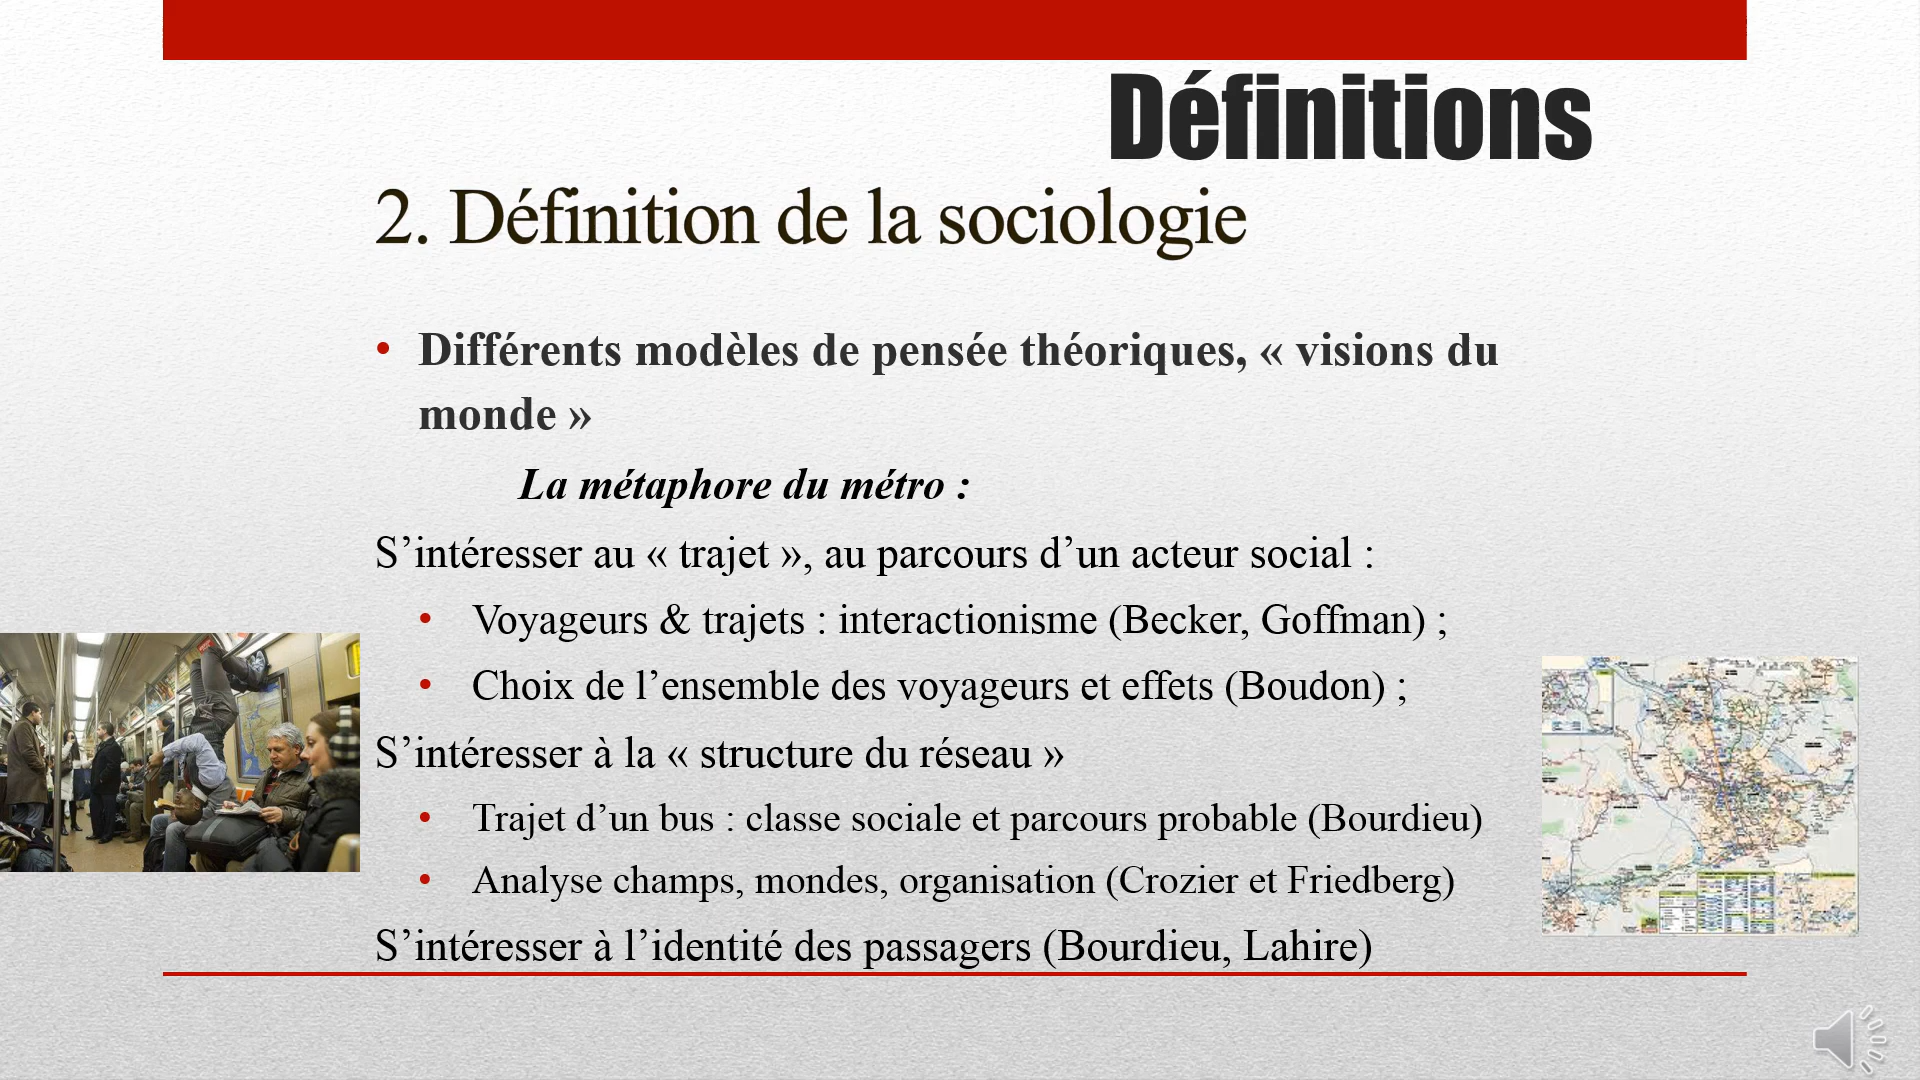 Définitions
2. Définition de la sociologie
• Différents modèles de pensée théoriques, « visions du
monde »
La métaphore du métro :
S’intéresser au « trajet », au parcours d’un acteur social :
• Voyageurs & trajets : interactionisme (Becker, Goffman) ;
• Choix de l’ensemble des voyageurs et effets (Boudon) ;
S’intéresser à la « structure du réseau »
• Trajet d’un bus : classe sociale et parcours probable (Bourdieu)
• Analyse champs, mondes, organisation (Crozier et Friedberg)
S’intéresser à l’identité des passagers (Bourdieu, Lahire)